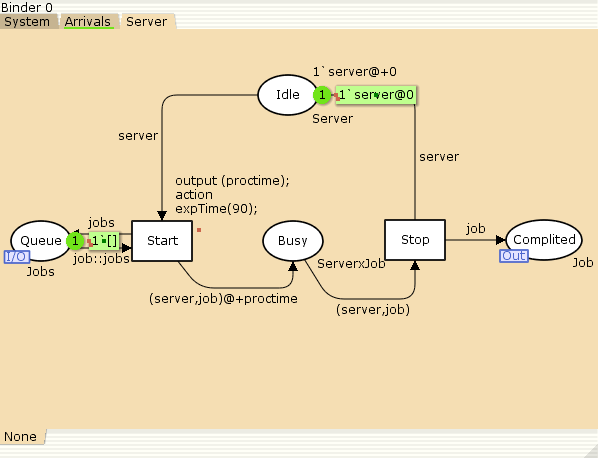 Binder 0
System
Arrivals
Server
1`server@+0
Idle
1
1`server@0
Server
server
server
output (proctime);
action
expTime(90);
jobs
Queue
1
1`[]
Start
Busy
Stop
job
Complited
I/O
job::jobs
Jobs
ServerxJob
Out
Job
(server,job)@+proctime
(server,job)
None